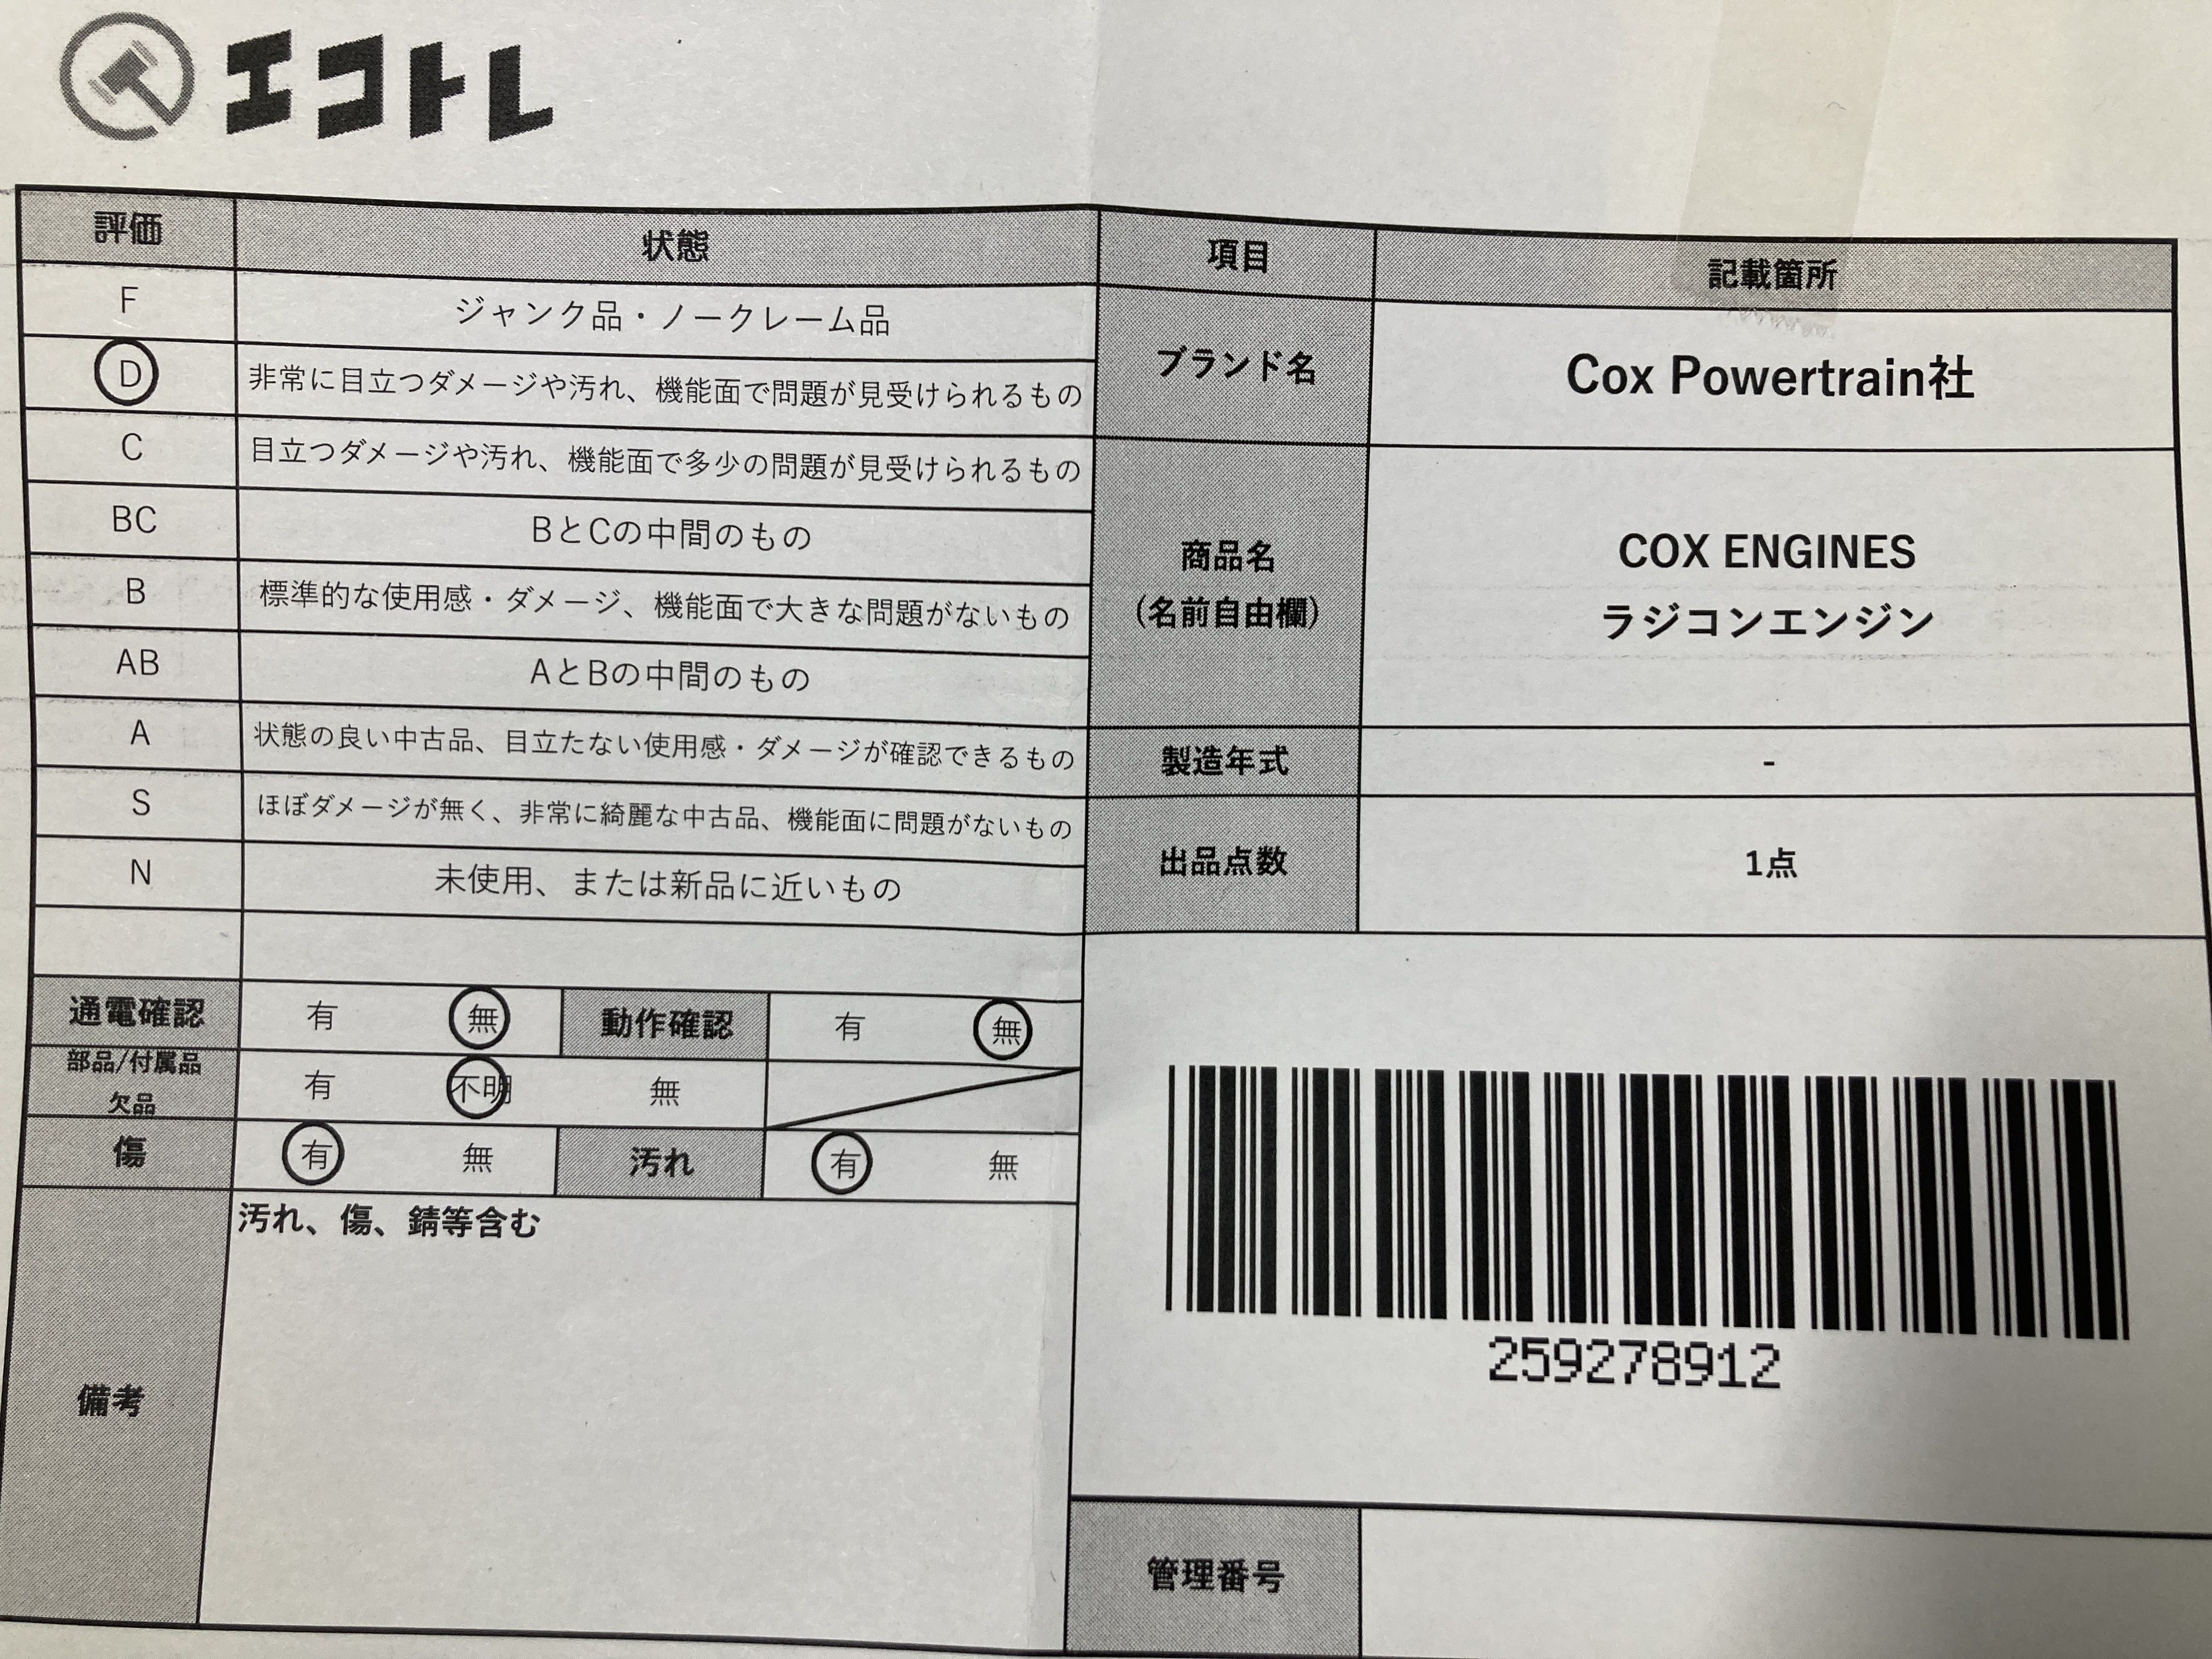 エコトレ
評価 状態
F ジャンク品・ノークレーム品
D 非常に目立つダメージや汚れ、機能面で問題が見受けられるもの
C 目立つダメージや汚れ、機能面で多少の問題が見受けられるもの
BC BとCの中間のもの
B 標準的な使用感・ダメージ、機能面で大きな問題がないもの
AB AとBの中間のもの
A 状態の良い中古品、目立たない使用感・ダメージが確認できるもの
S ほぼダメージが無く、非常に綺麗な中古品、機能面に問題がないもの
N 未使用、または新品に近いもの
通電確認 有 無 動作確認 有 無
部品/付属品
欠品
有 不明 無
傷 有 無 汚れ 有 無
備考
汚れ、傷、錆等含む
項目 記載箇所
ブランド名 Cox Powertrain社
商品名
(名前自由欄)
COX ENGINES
ラジコンエンジン
製造年式 -
出品点数 1点
259278912
管理番号